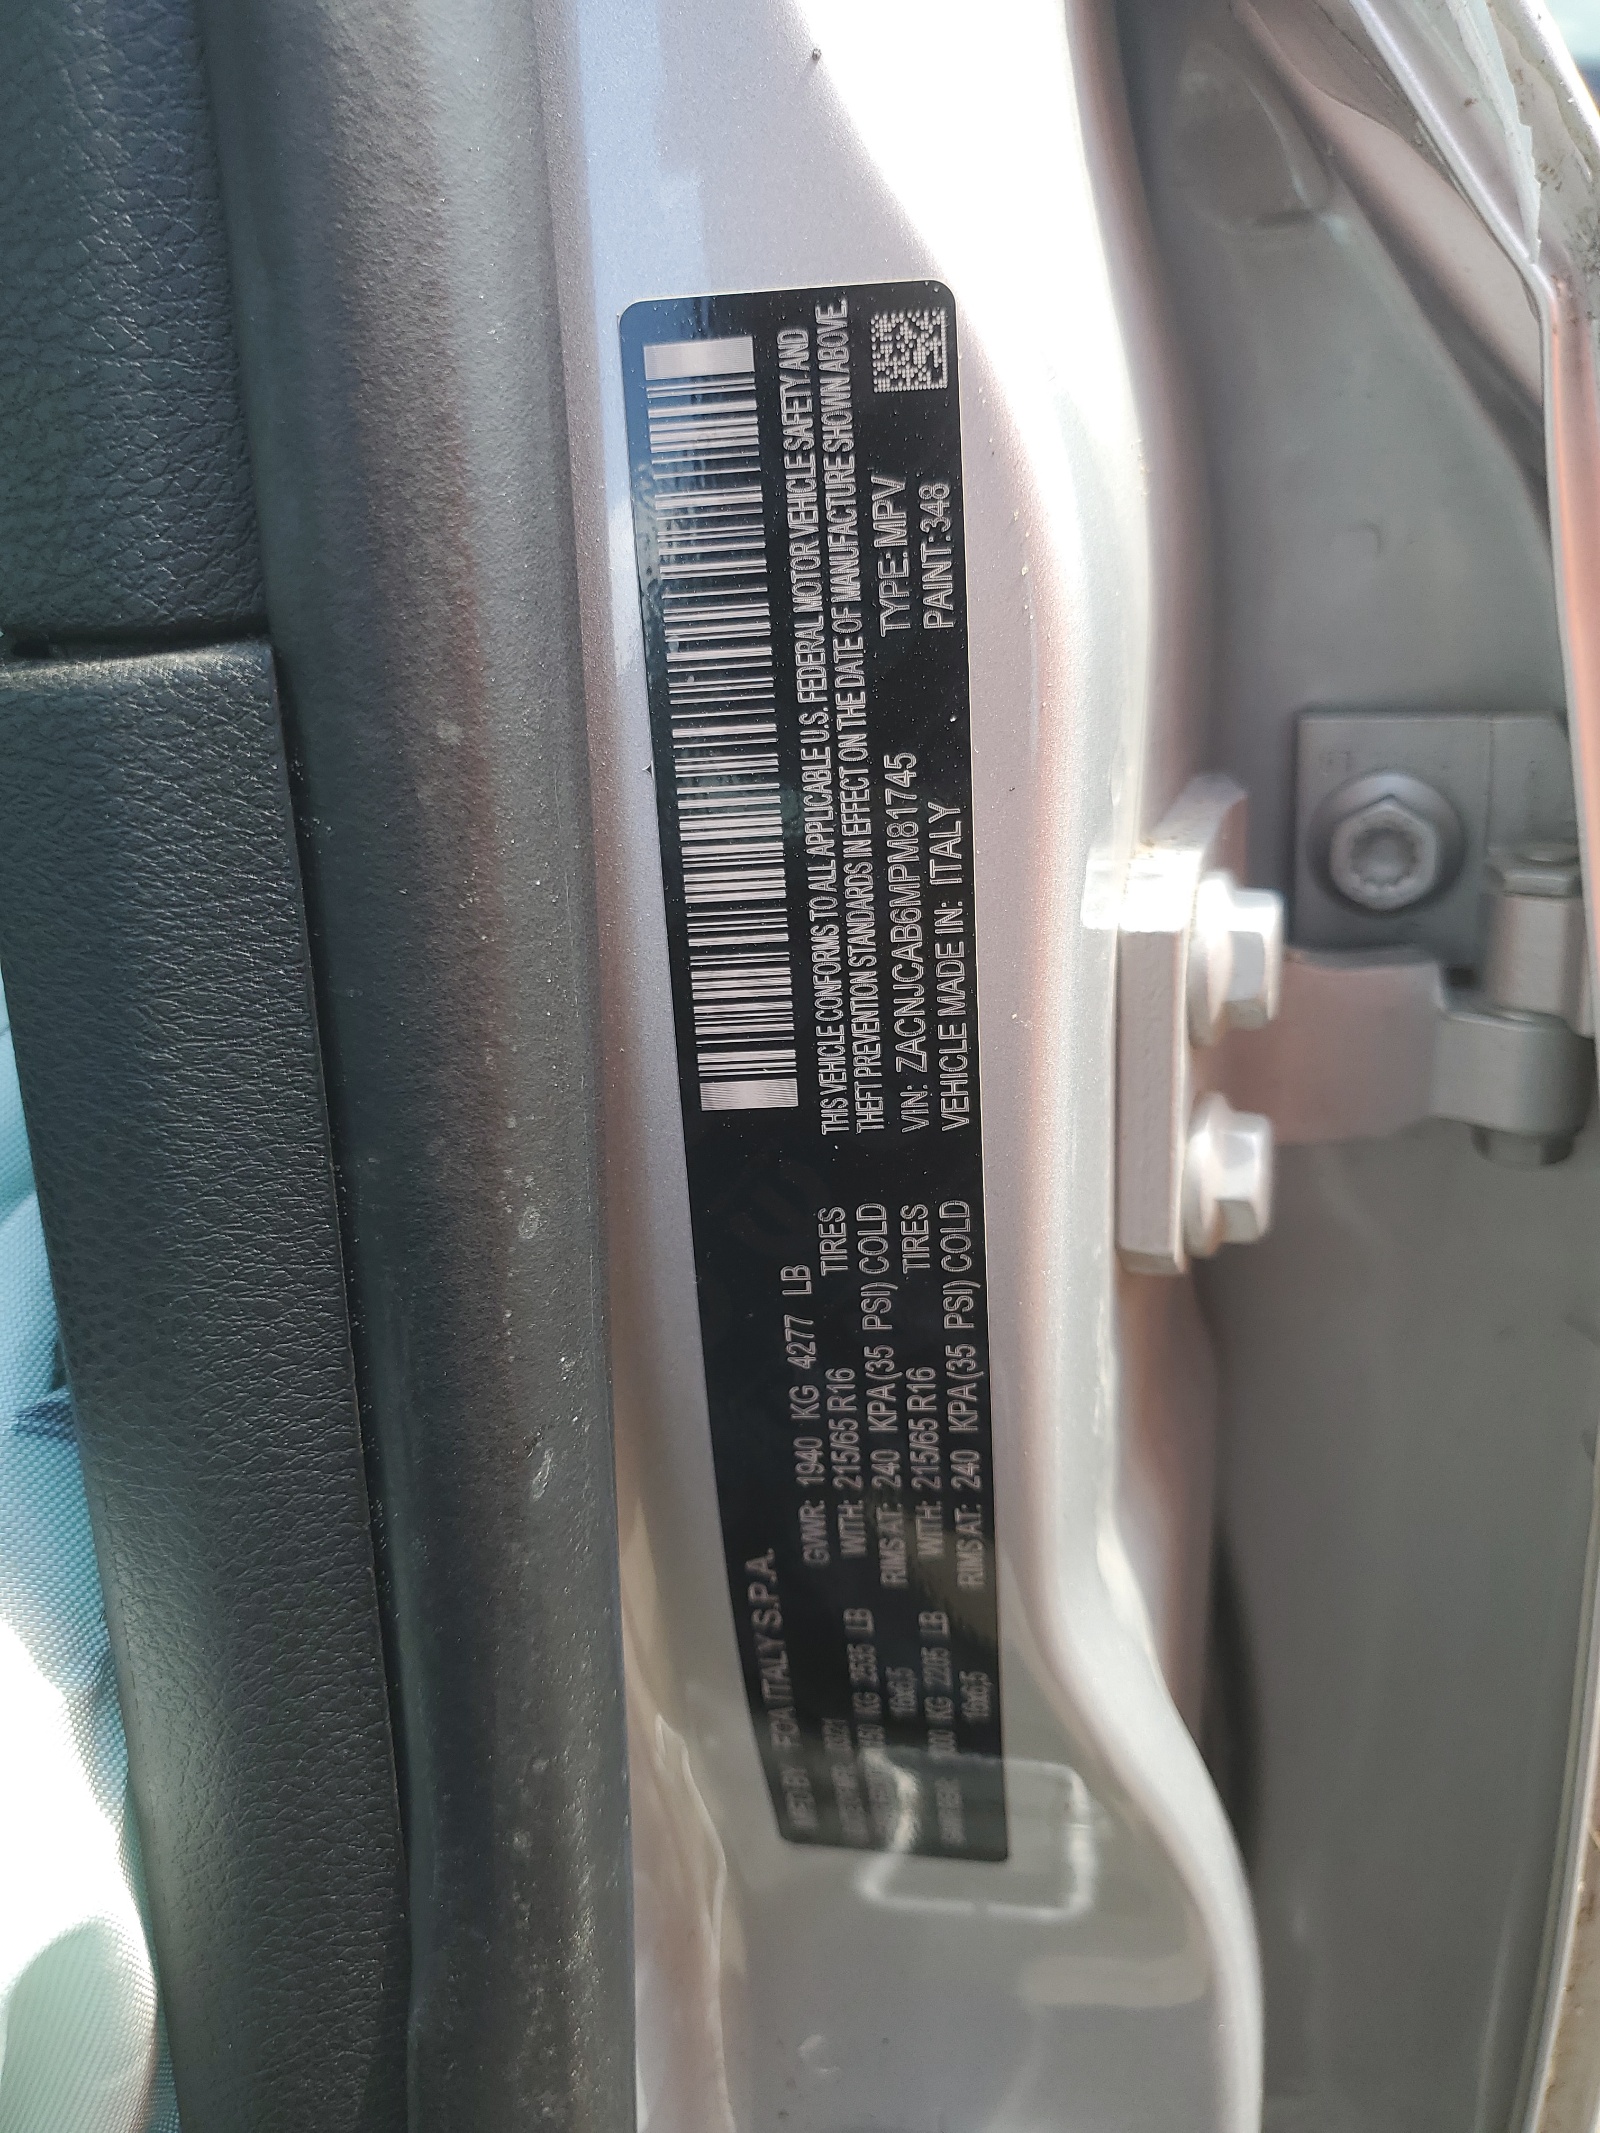 MFD BY FCA ITALY S.P.A.
GVWR: 1940 KG 4277 LB
KG 2535 LB WITH: 215/65 R16 TIRES
16x6,5 RIMS AT: 240 KPA(35 PSI) COLD
KG 2205 LB WITH: 215/65 R16 TIRES
16x6,5 RIMS AT: 240 KPA(35 PSI) COLD
THIS VEHICLE CONFORMS TO ALL APPLICABLE U.S. FEDERAL MOTOR VEHICLE SAFETY AND
THEFT PREVENTION STANDARDS IN EFFECT ON THE DATE OF MANUFACTURE SHOWN ABOVE.
VIN: ZACNJCAB6MPM81745 TYPE: MPV
VEHICLE MADE IN: ITALY PAINT:348